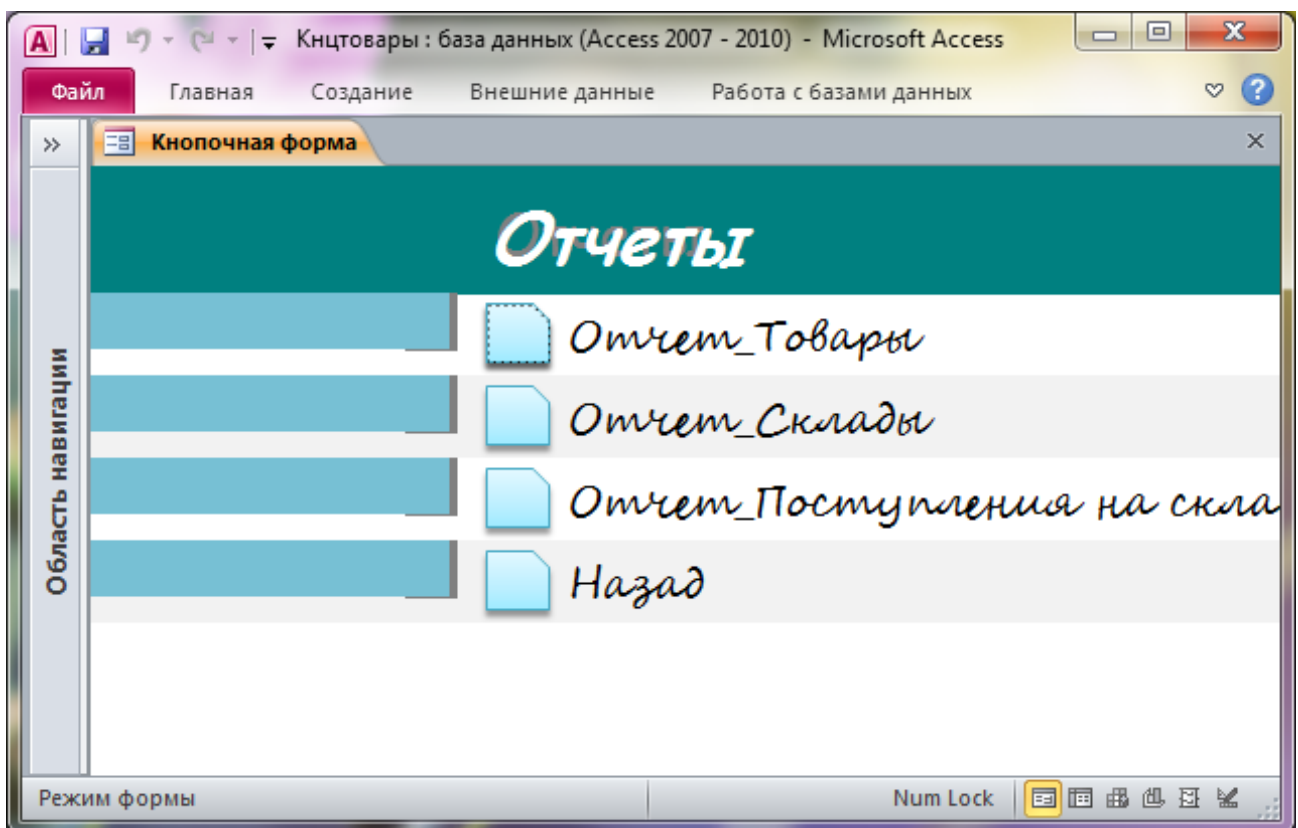 Кнцтовары : база данных (Access 2007 - 2010) - Microsoft Access
Файл Главная Создание Внешние данные Работа с базами данных
Кнопочная форма
Область навигации
Отчеты
Отчет_Товары
Отчет_Склады
Отчет_Поступления на скла
Назад
Режим формы Num Lock